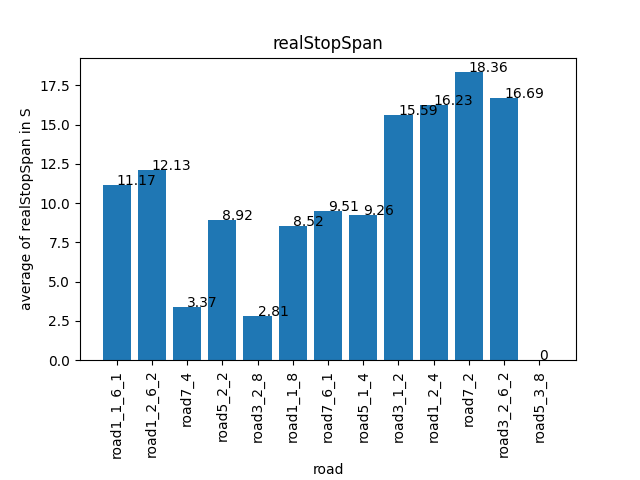 realStopSpan
average of realStopSpan in S
17.5
15.0
12.5
10.0
7.5
5.0
2.5
0.0
11.17
12.13
3.37
8.92
2.81
8.52
9.51
9.26
15.59
16.23
18.36
16.69
0
road1_1_6_1
road1_2_6_2
road7_4
road5_2_2
road3_2_8
road1_1_8
road7_6_1
road5_1_4
road3_1_2
road1_2_4
road7_2
road3_2_6_2
road5_3_8
road